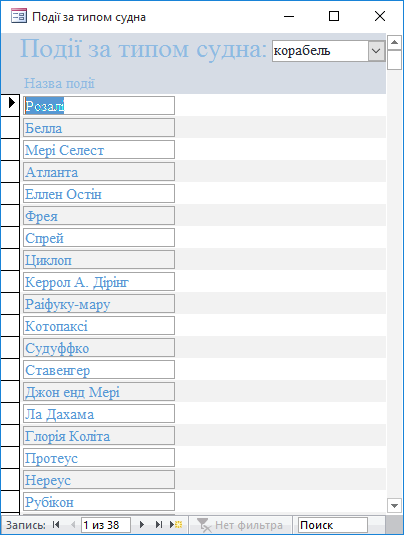 Події за типом судна
Події за типом судна: корабель
Назва події
Розалі
Белла
Мері Селест
Атланта
Еллен Остін
Фрея
Спрей
Циклоп
Керрол А. Дірінг
Раіфуку-мару
Котопаксі
Судуффко
Ставенгер
Джон енд Мері
Ла Дахама
Глорія Коліта
Протеус
Нереус
Рубікон
Запись: 1 из 38 Нет фильтра Поиск